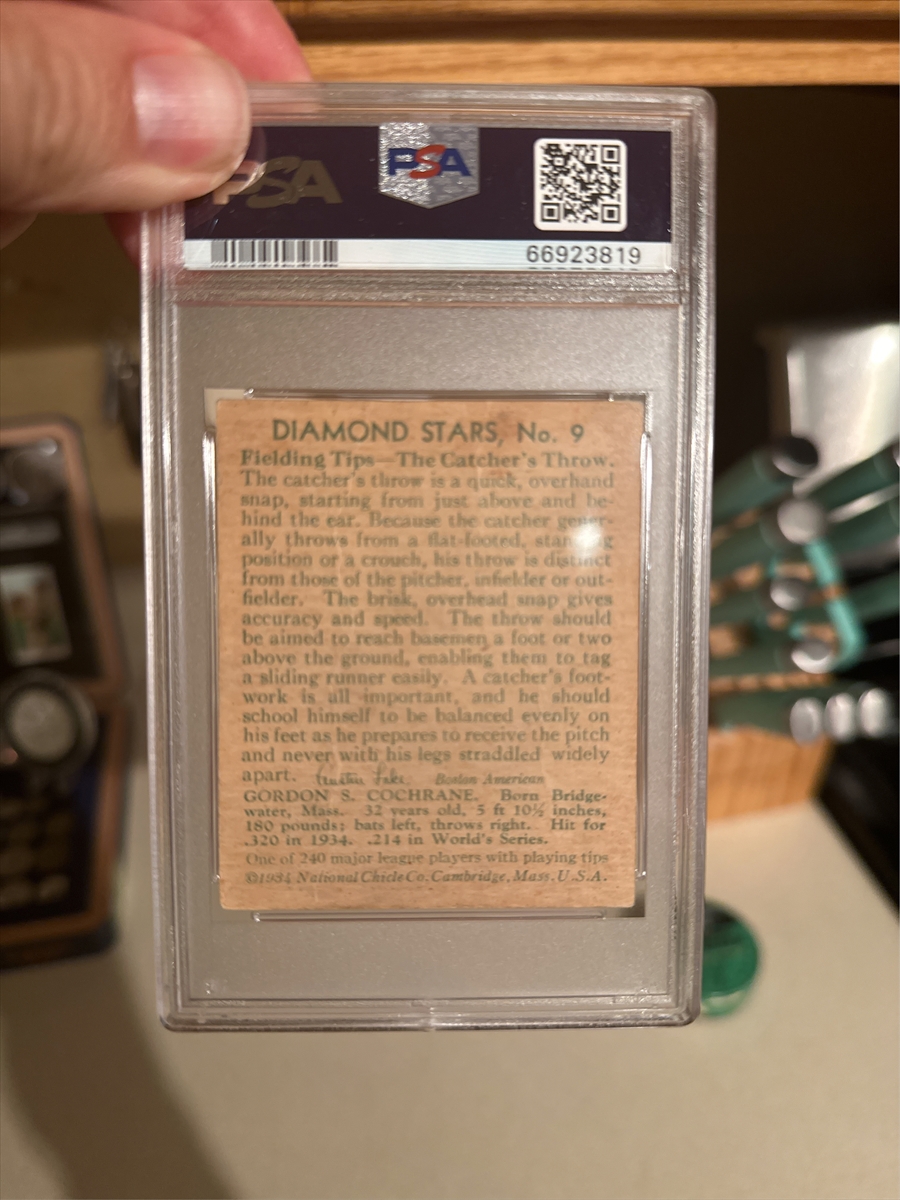 PSA
PSA
66923819
DIAMOND STARS, No. 9
Fielding Tips—The Catcher's Throw.
The catcher's throw is a quick, overhand
snap, starting from just above and be-
hind the ear. Because the catcher gener-
ally throws from a flat-footed, standing
position or a crouch, his throw is distinct
from those of the pitcher, infielder or out-
fielder. The brisk, overhead snap gives
accuracy and speed. The throw should
be aimed to reach basemen a foot or two
above the ground, enabling them to tag
a sliding runner easily. A catcher's foot-
work is all important, and he should
school himself to be balanced evenly on
his feet as he prepares to receive the pitch
and never with his legs straddled widely
apart. Austen Lake Boston American
GORDON S. COCHRANE. Born Bridge-
water, Mass. 32 years old, 5 ft 10½ inches,
180 pounds; bats left, throws right. Hit for
.320 in 1934. .214 in World's Series.
One of 240 major league players with playing tips
©1934 National Chicle Co. Cambridge, Mass. U.S.A.